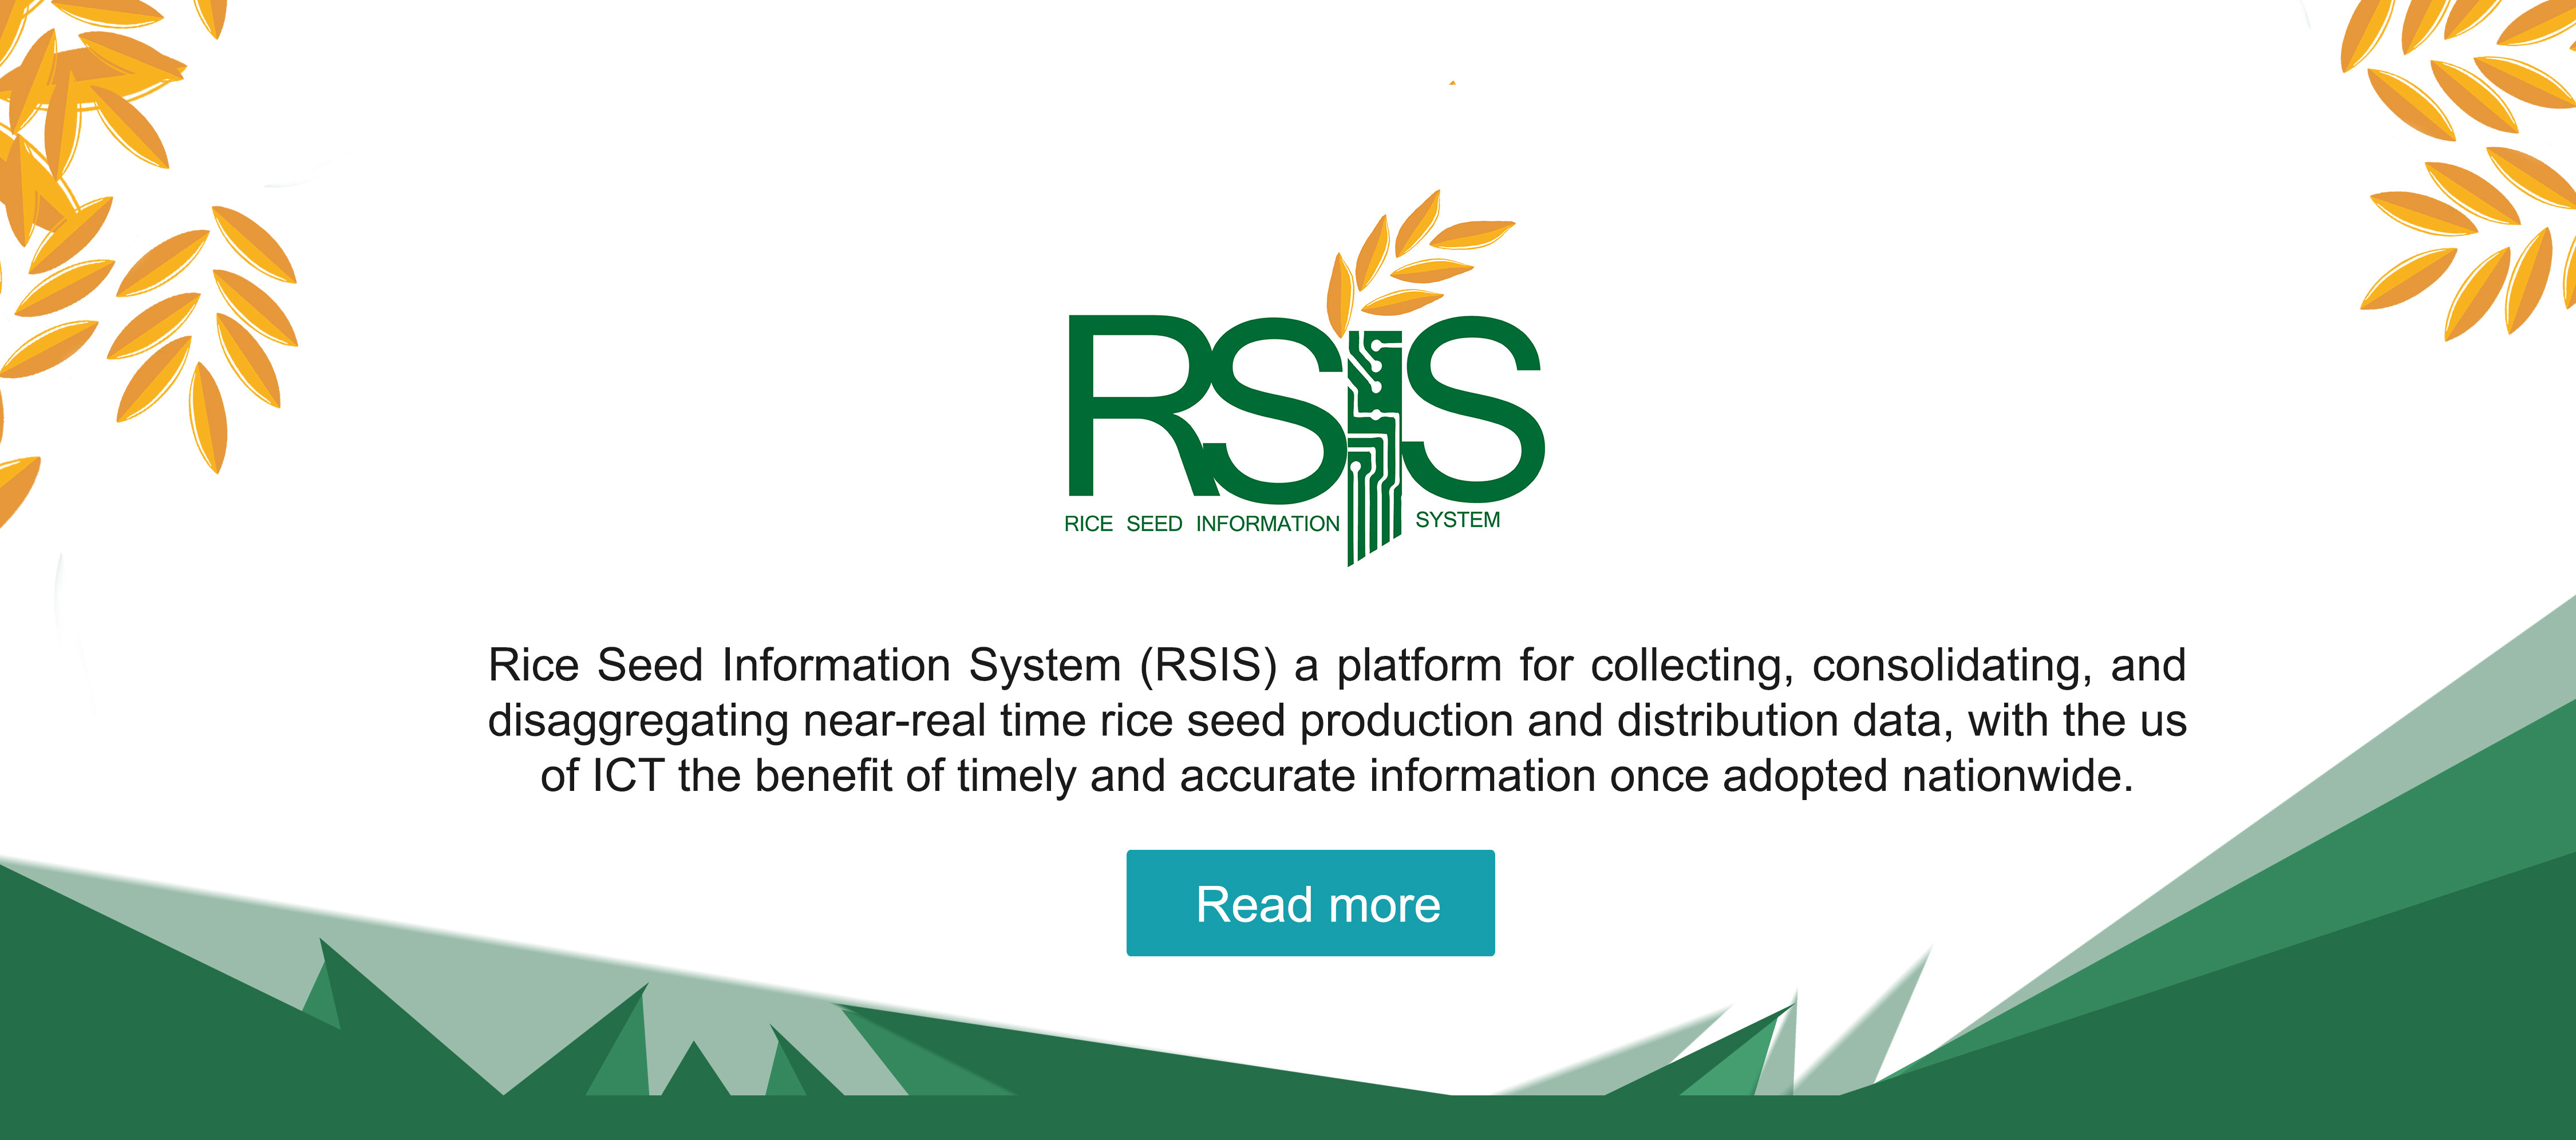 RSIS
RICE SEED INFORMATION SYSTEM
Rice Seed Information System (RSIS) a platform for collecting, consolidating, and
disaggregating near-real time rice seed production and distribution data, with the us
of ICT the benefit of timely and accurate information once adopted nationwide.
Read more